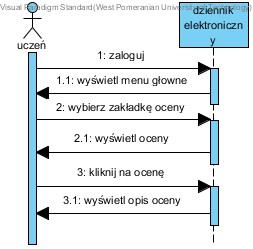 Visual Paradigm Standard(West Pomeranian University of Technology)
uczeń
dziennik
elektroniczn
y
1: zaloguj
1.1: wyświetl menu głowne
2: wybierz zakładkę oceny
2.1: wyświetl oceny
3: kliknij na ocenę
3.1: wyświetl opis oceny